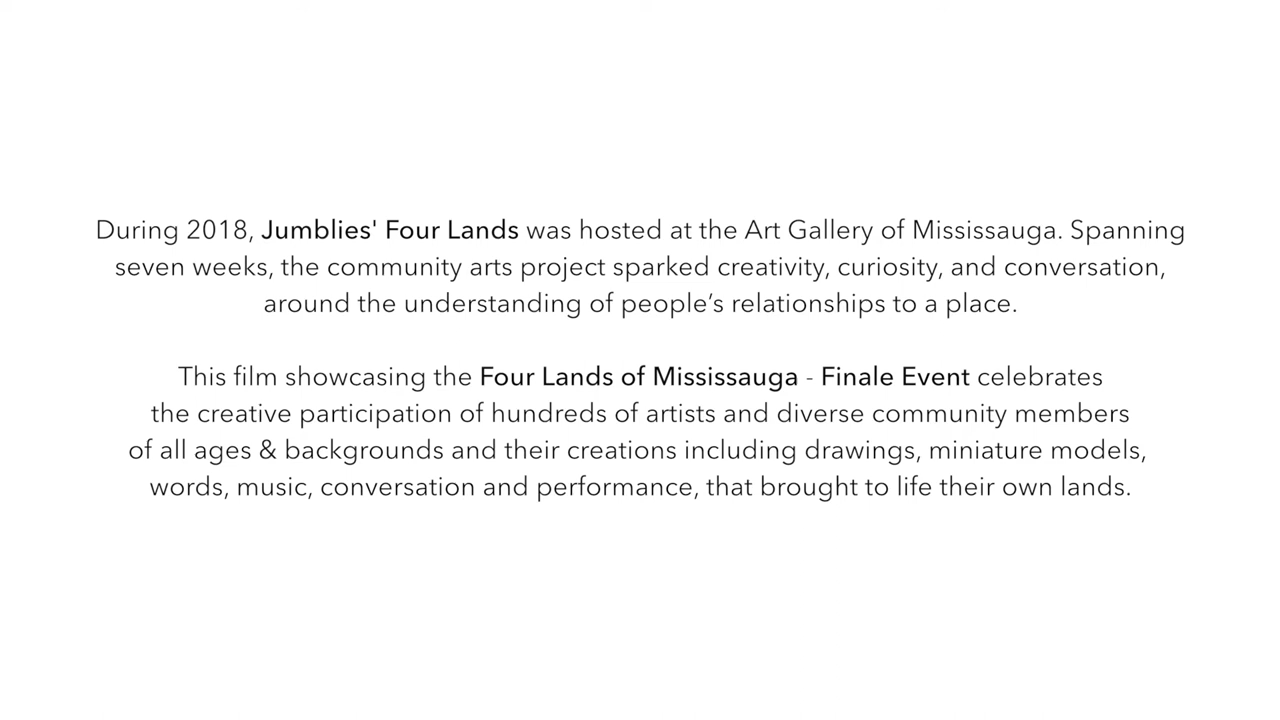 During 2018, Jumblies' Four Lands was hosted at the Art Gallery of Mississauga. Spanning
seven weeks, the community arts project sparked creativity, curiosity, and conversation,
around the understanding of people’s relationships to a place.
This film showcasing the Four Lands of Mississauga - Finale Event celebrates
the creative participation of hundreds of artists and diverse community members
of all ages & backgrounds and their creations including drawings, miniature models,
words, music, conversation and performance, that brought to life their own lands.